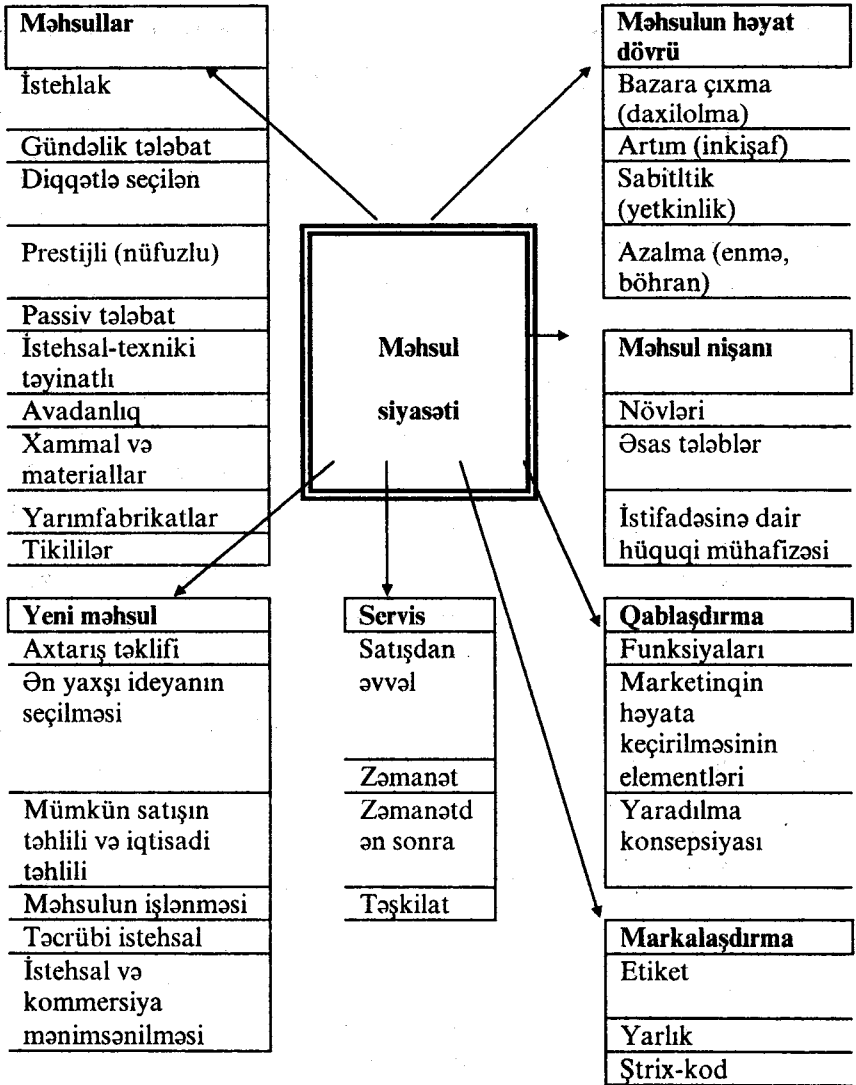 Məhsullar
İstehlak
Gündəlik tələbat
Diqqətlə seçilən
Prestijli (nüfuzlu)
Passiv tələbat
İstehsal-texniki
təyinatlı
Avadanlıq
Xammal və
materiallar
Yarımfabrikatlar
Tikililər
Məhsulun həyat
dövrü
Bazara çıxma
(daxilolma)
Artım (inkişaf)
Sabitltik
(yetkinlik)
Azalma (enmə,
böhran)
Məhsul
siyasəti
Məhsul nişanı
Növləri
Əsas tələblər
İstifadəsinə dair
hüquqi mühafizəsi
Yeni məhsul
Axtarış təklifi
Ən yaxşı ideyanın
seçilməsi
Mümkün satışın
təhlili və iqtisadi
təhlili
Məhsulun işlənməsi
Təcrübi istehsal
İstehsal və
kommersiya
mənimsənilməsi
Servis
Satışdan
əvvəl
Zəmanət
Zəmanətd
ən sonra
Təşkilat
Qablaşdırma
Funksiyaları
Marketinqin
həyata
keçirilməsinin
elementləri
Yaradılma
konsepsiyası
Markalaşdırma
Etiket
Yarlık
Ştrix-kod